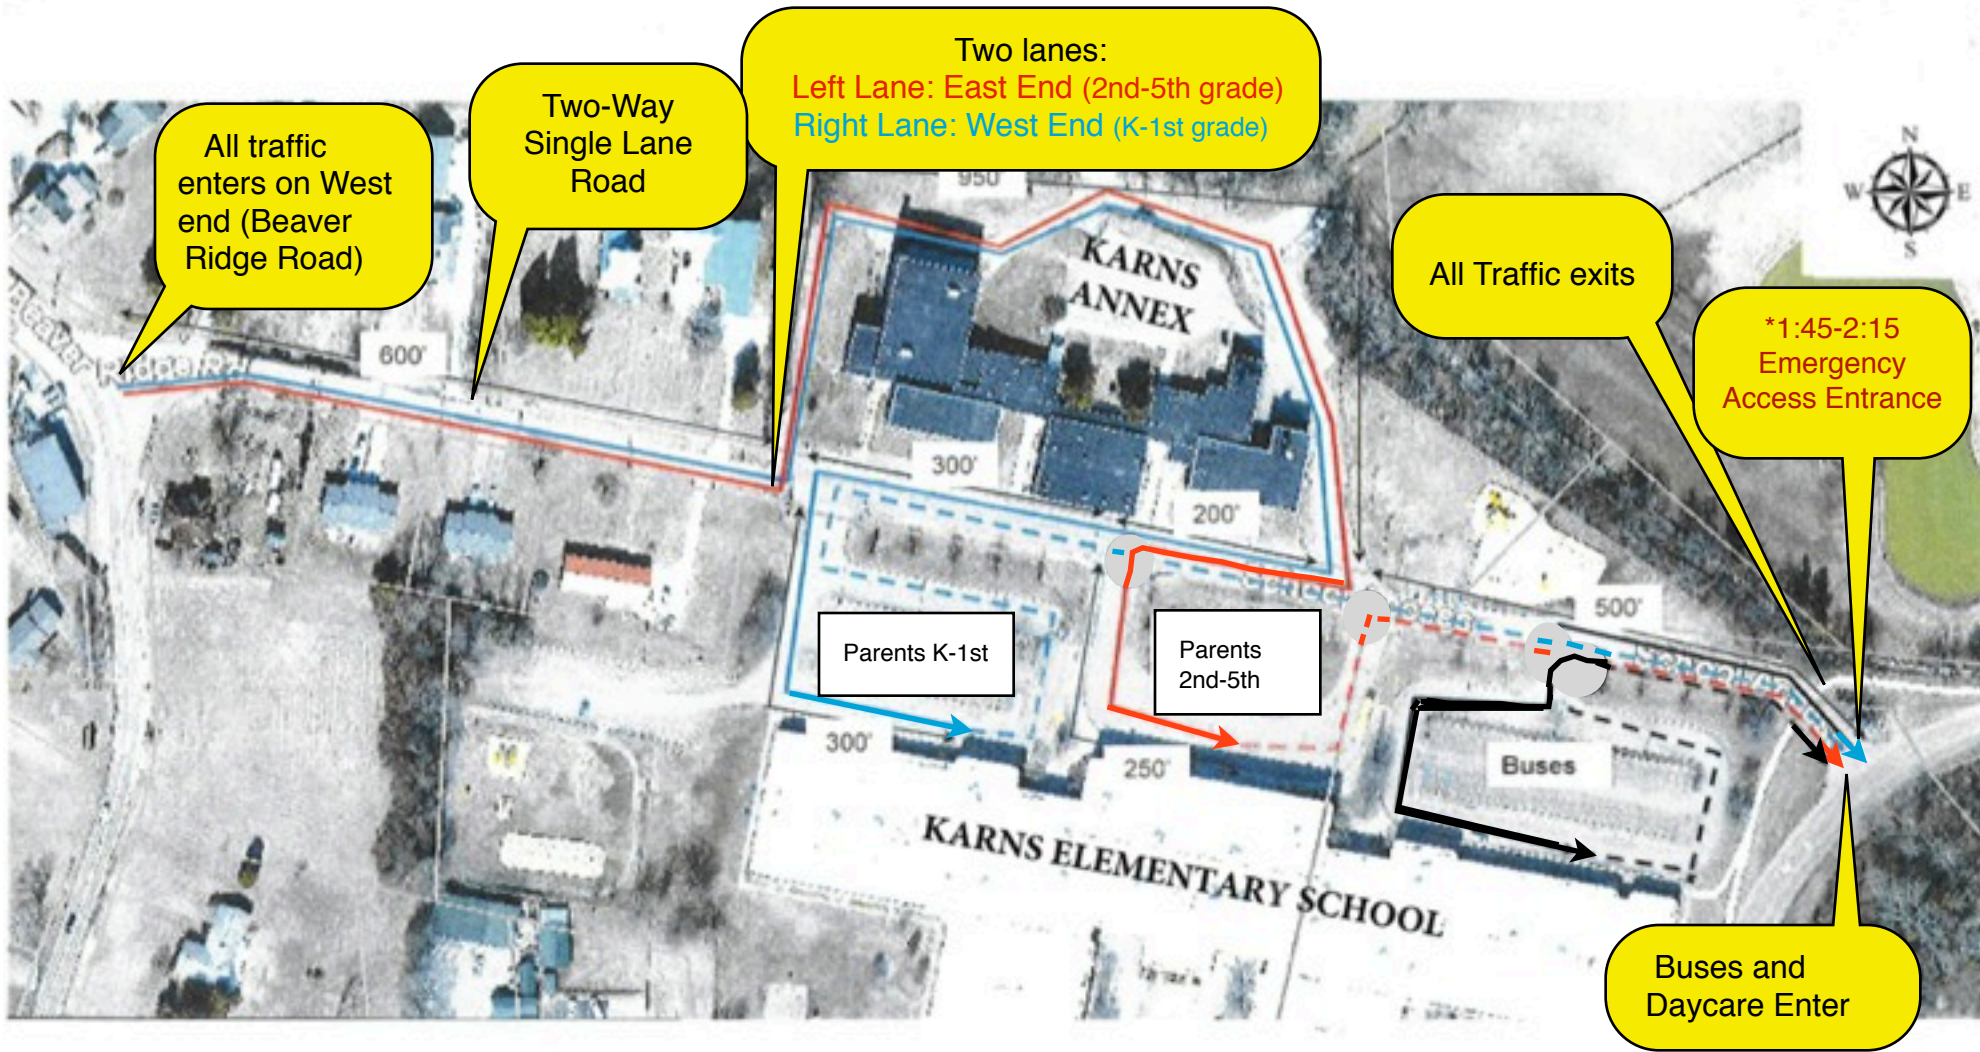 Two lanes:
Left Lane: East End (2nd-5th grade)
Right Lane: West End (K-1st grade)
Two-Way
Single Lane
Road
All traffic
enters on West
end (Beaver
Ridge Road)
950'
N
W
E
S
KARNS
ANNEX
All Traffic exits
*1:45-2:15
Emergency
Access Entrance
Beaver Ridge Rd
600'
300'
200'
500'
Parents K-1st
Parents
2nd-5th
300'
250'
Buses
KARNS ELEMENTARY SCHOOL
Buses and
Daycare Enter